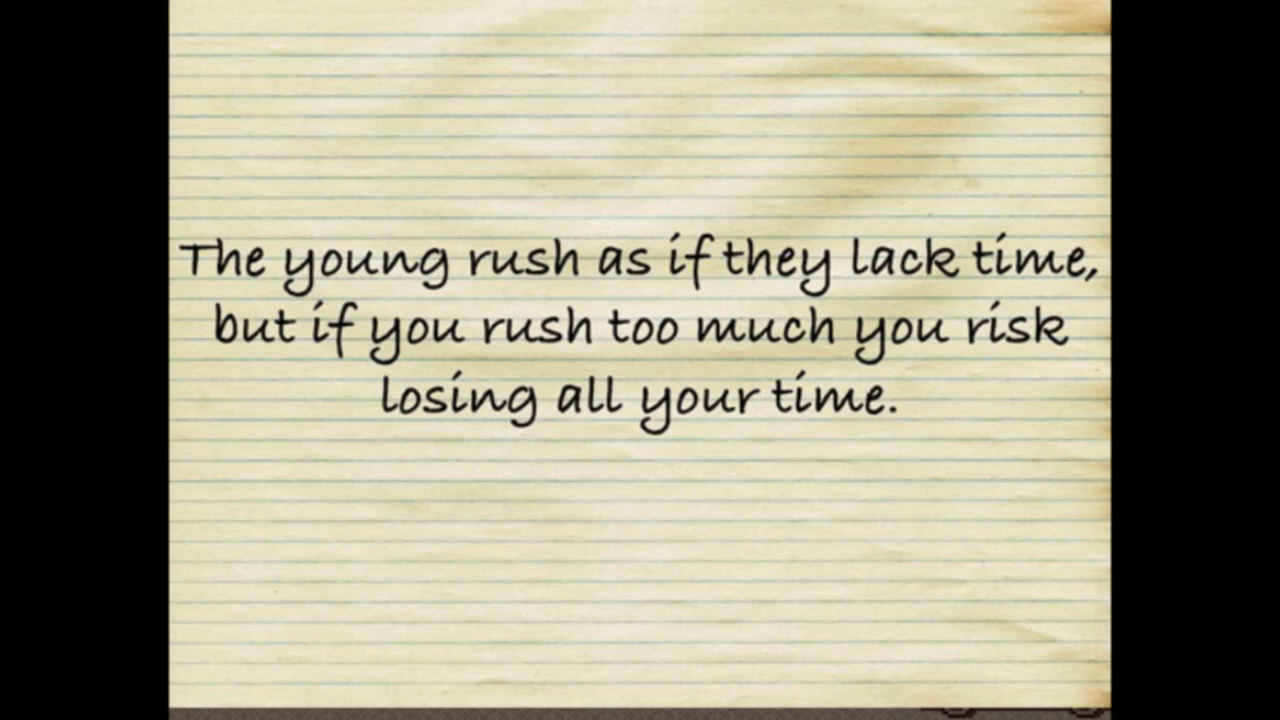 The young rush as if they lack time,
but if you rush too much you risk
losing all your time.